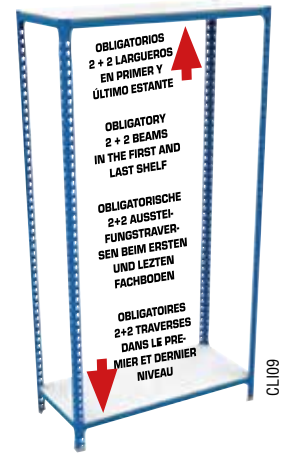 OBLIGATORIOS
2 + 2 LARGUEROS
EN PRIMER Y
ÚLTIMO ESTANTE
OBLIGATORY
2 + 2 BEAMS
IN THE FIRST AND
LAST SHELF
OBLIGATORISCHE
2+2 AUSSTEI-
FUNGSTRAVER-
SEN BEIM ERSTEN
UND LEZTEN
FACHBODEN
OBLIGATOIRES
2+2 TRAVERSES
DANS LE PRE-
MIER ET DERNIER
NIVEAU
CLI09